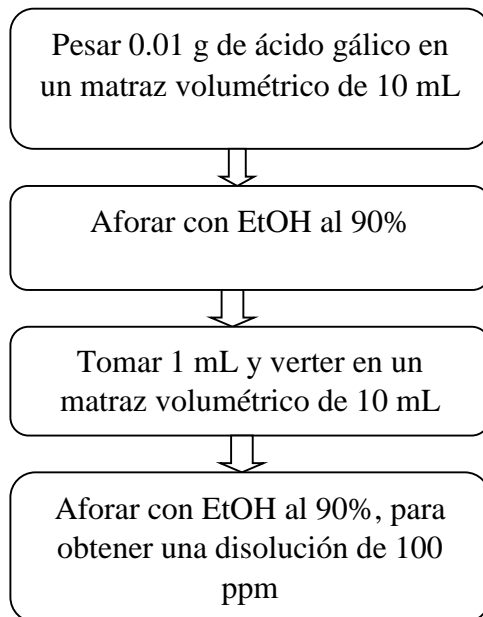 Pesar 0.01 g de ácido gálico en
un matraz volumétrico de 10 mL
Aforar con EtOH al 90%
Tomar 1 mL y verter en un
matraz volumétrico de 10 mL
Aforar con EtOH al 90%, para
obtener una disolución de 100
ppm